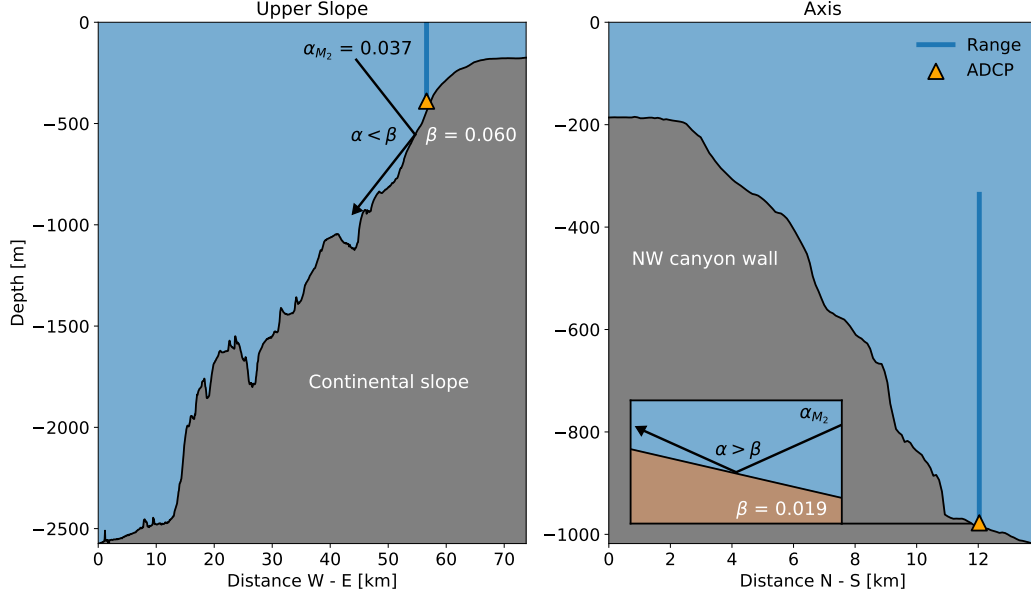 Upper Slope
Depth [m]
0
−500
−1000
−1500
−2000
−2500
α_{M_2} = 0.037
α < β
β = 0.060
Continental slope
0
10
20
30
40
50
60
70
Distance W - E [km]
Axis
0
−200
−400
−600
−800
−1000
Range
ADCP
NW canyon wall
α_{M_2}
α > β
β = 0.019
0
2
4
6
8
10
12
Distance N - S [km]